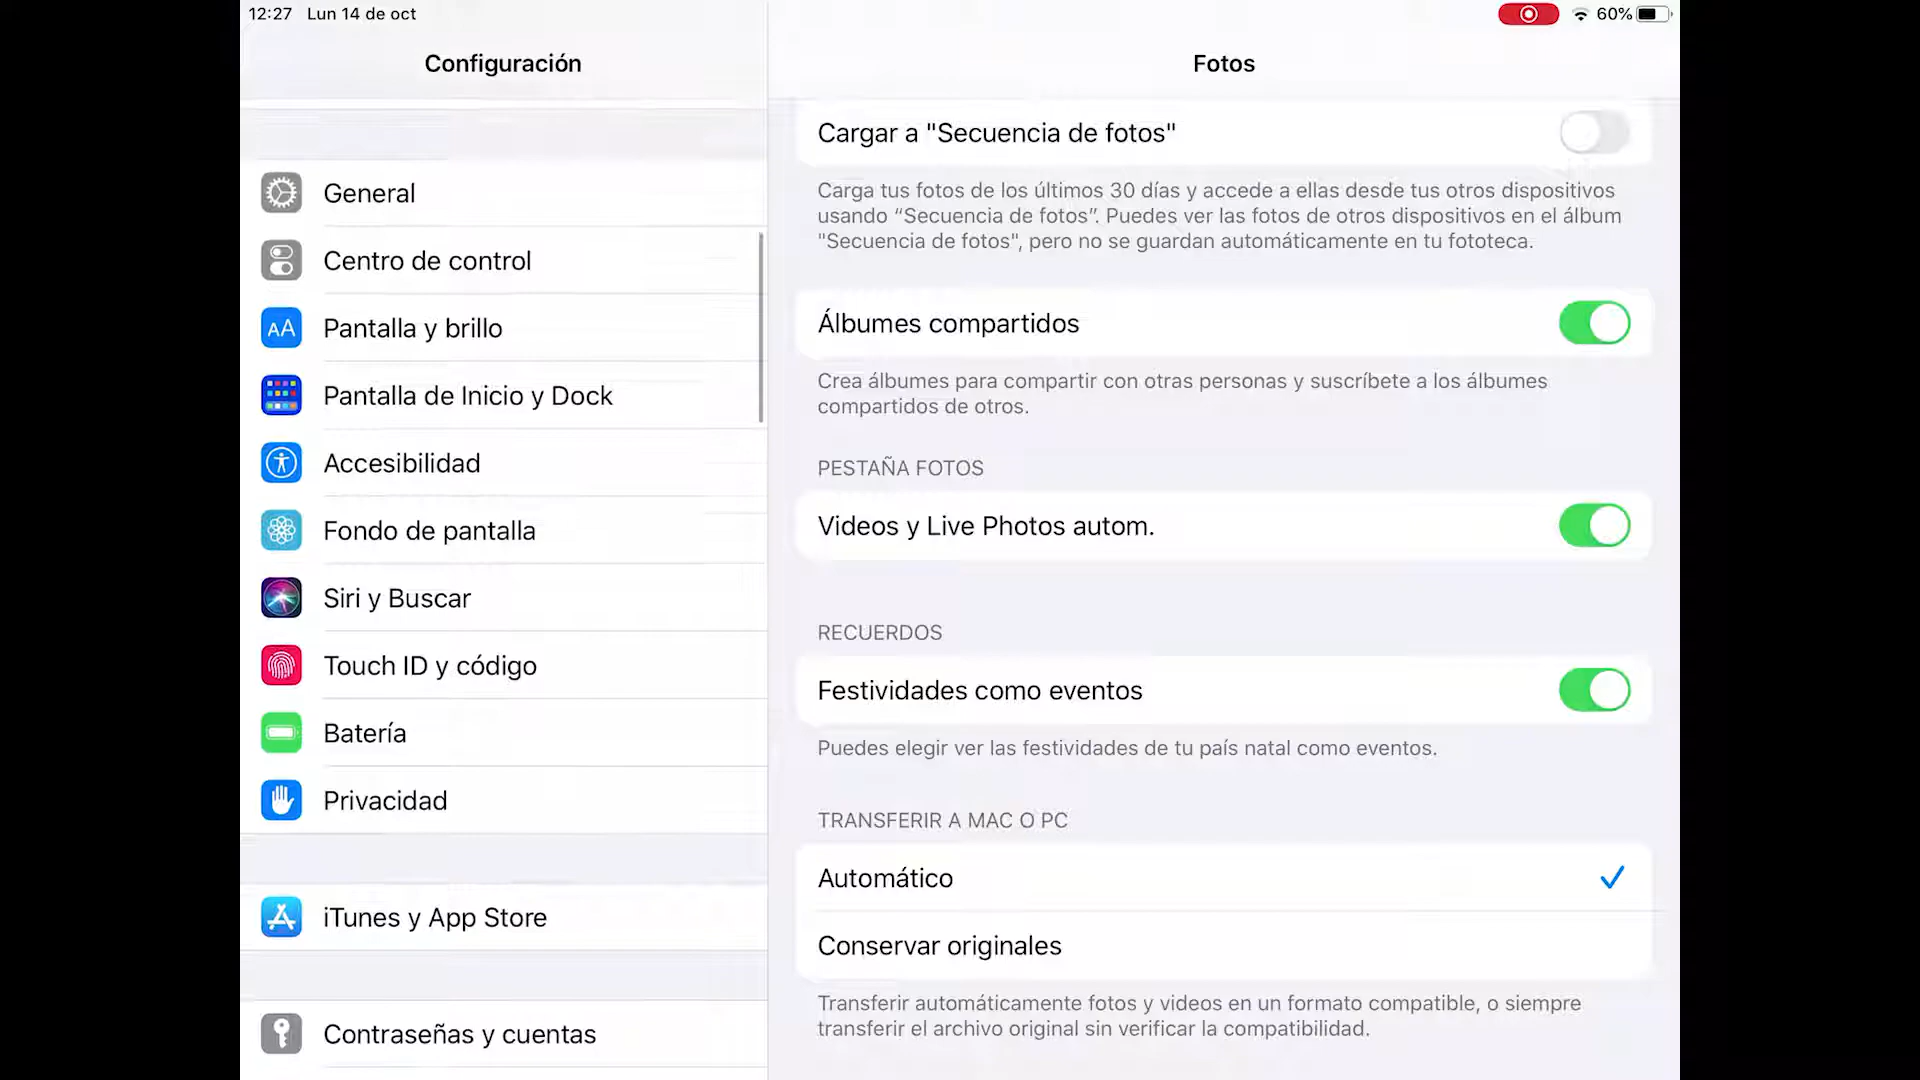 12:27 Lun 14 de oct
60%
Configuración
General
Centro de control
AA
Pantalla y brillo
Pantalla de Inicio y Dock
Accesibilidad
Fondo de pantalla
Siri y Buscar
Touch ID y código
Batería
Privacidad
iTunes y App Store
Contraseñas y cuentas
Fotos
Cargar a "Secuencia de fotos"
Carga tus fotos de los últimos 30 días y accede a ellas desde tus otros dispositivos
usando “Secuencia de fotos”. Puedes ver las fotos de otros dispositivos en el álbum
"Secuencia de fotos", pero no se guardan automáticamente en tu fototeca.
Álbumes compartidos
Crea álbumes para compartir con otras personas y suscríbete a los álbumes
compartidos de otros.
PESTAÑA FOTOS
Videos y Live Photos autom.
RECUERDOS
Festividades como eventos
Puedes elegir ver las festividades de tu país natal como eventos.
TRANSFERIR A MAC O PC
Automático
Conservar originales
Transferir automáticamente fotos y videos en un formato compatible, o siempre
transferir el archivo original sin verificar la compatibilidad.